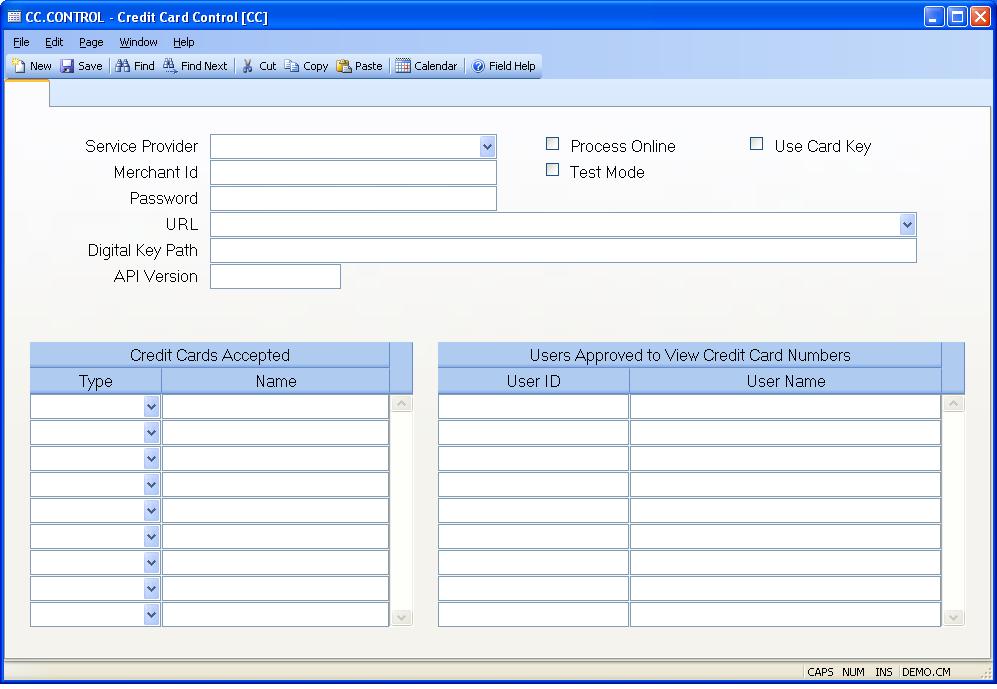 CC.CONTROL - Credit Card Control [CC]
File Edit Page Window Help
New Save Find Find Next Cut Copy Paste Calendar Field Help
Service Provider Process Online Use Card Key
Merchant Id Test Mode
Password
URL
Digital Key Path
API Version
Credit Cards Accepted Users Approved to View Credit Card Numbers
Type Name User ID User Name
CAPS NUM INS DEMO.CM